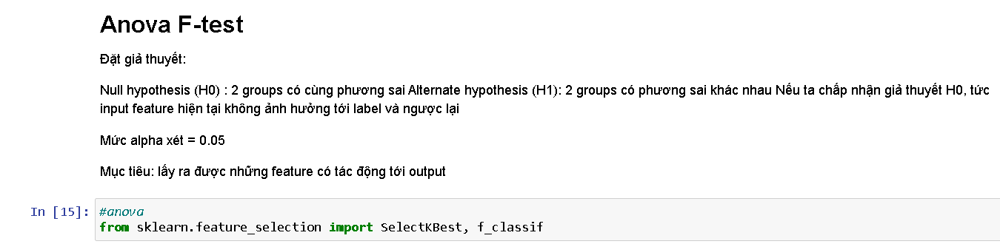 Anova F-test
Đặt giả thuyết:
Null hypothesis (H0) : 2 groups có cùng phương sai Alternate hypothesis (H1): 2 groups có phương sai khác nhau Nếu ta chấp nhận giả thuyết H0, tức
input feature hiện tại không ảnh hưởng tới label và ngược lại
Mức alpha xét = 0.05
Mục tiêu: lấy ra được những feature có tác động tới output
In [15]: #anova
from sklearn.feature_selection import SelectKBest, f_classif